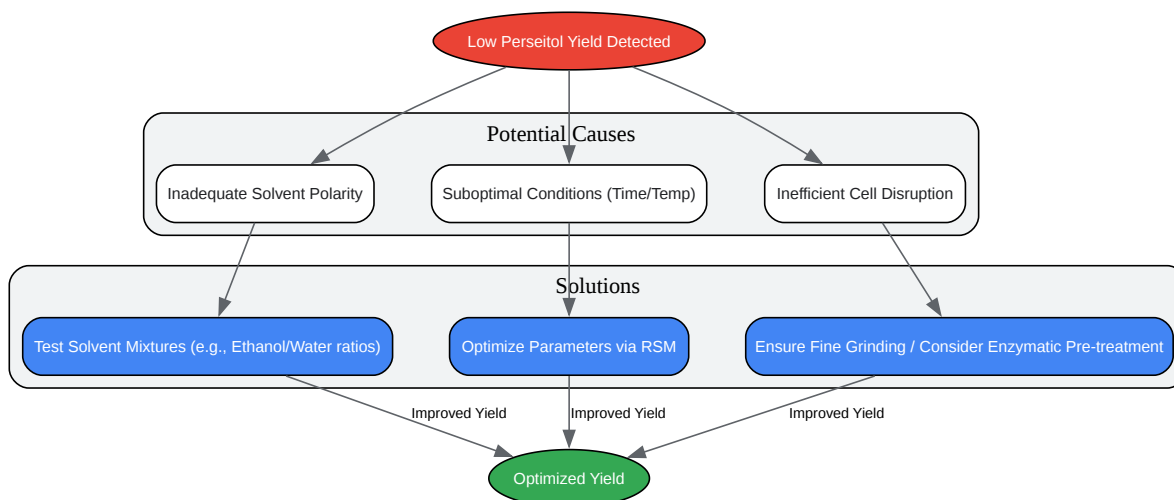 Low Perseitol Yield Detected
Potential Causes
Inadequate Solvent Polarity
Suboptimal Conditions (Time/Temp)
Inefficient Cell Disruption
Solutions
Test Solvent Mixtures (e.g., Ethanol/Water ratios)
Optimize Parameters via RSM
Ensure Fine Grinding / Consider Enzymatic Pre-treatment
Improved Yield
Improved Yield
Improved Yield
Optimized Yield